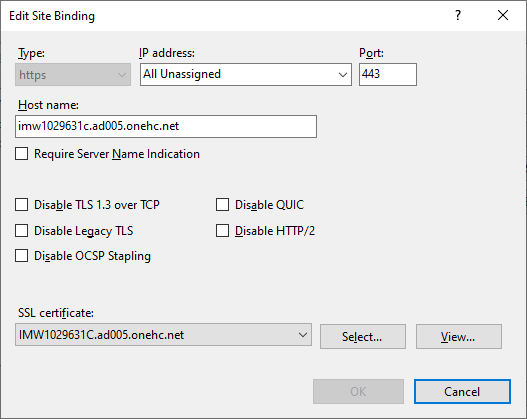 Edit Site Binding
Type:
IP address:
Port:
https
All Unassigned
443
Host name:
imw1029631c.ad005.onehc.net
Require Server Name Indication
Disable TLS 1.3 over TCP
Disable QUIC
Disable Legacy TLS
Disable HTTP/2
Disable OCSP Stapling
SSL certificate:
IMW1029631C.ad005.onehc.net
Select...
View...
OK
Cancel